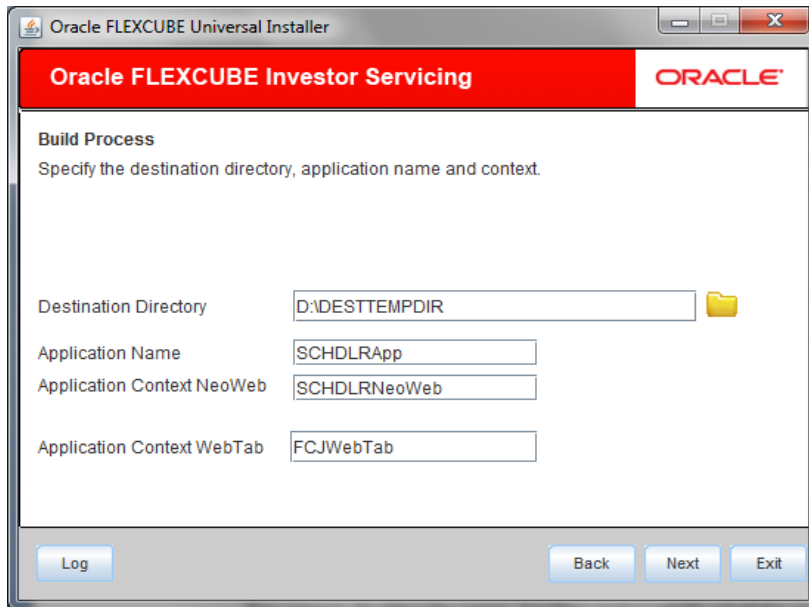 Oracle FLEXCUBE Universal Installer
Oracle FLEXCUBE Investor Servicing
ORACLE
Build Process
Specify the destination directory, application name and context.
Destination Directory D:\DESTTEMPDIR
Application Name SCHDLRApp
Application Context NeoWeb SCHDLRNeoWeb
Application Context WebTab FCJWebTab
Log Back Next Exit